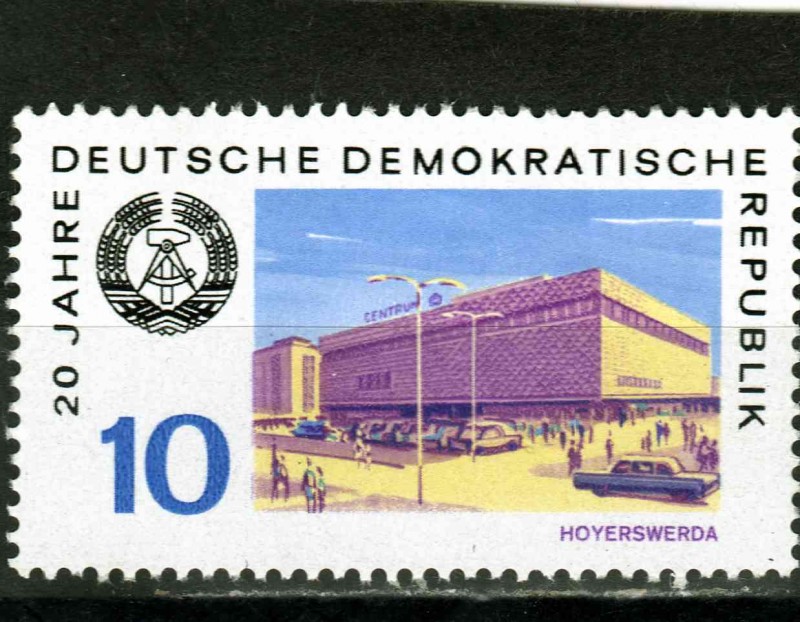 20 JAHRE
DEUTSCHE DEMOKRATISCHE
REPUBLIK
CENTRUM
10
HOYERSWERDA